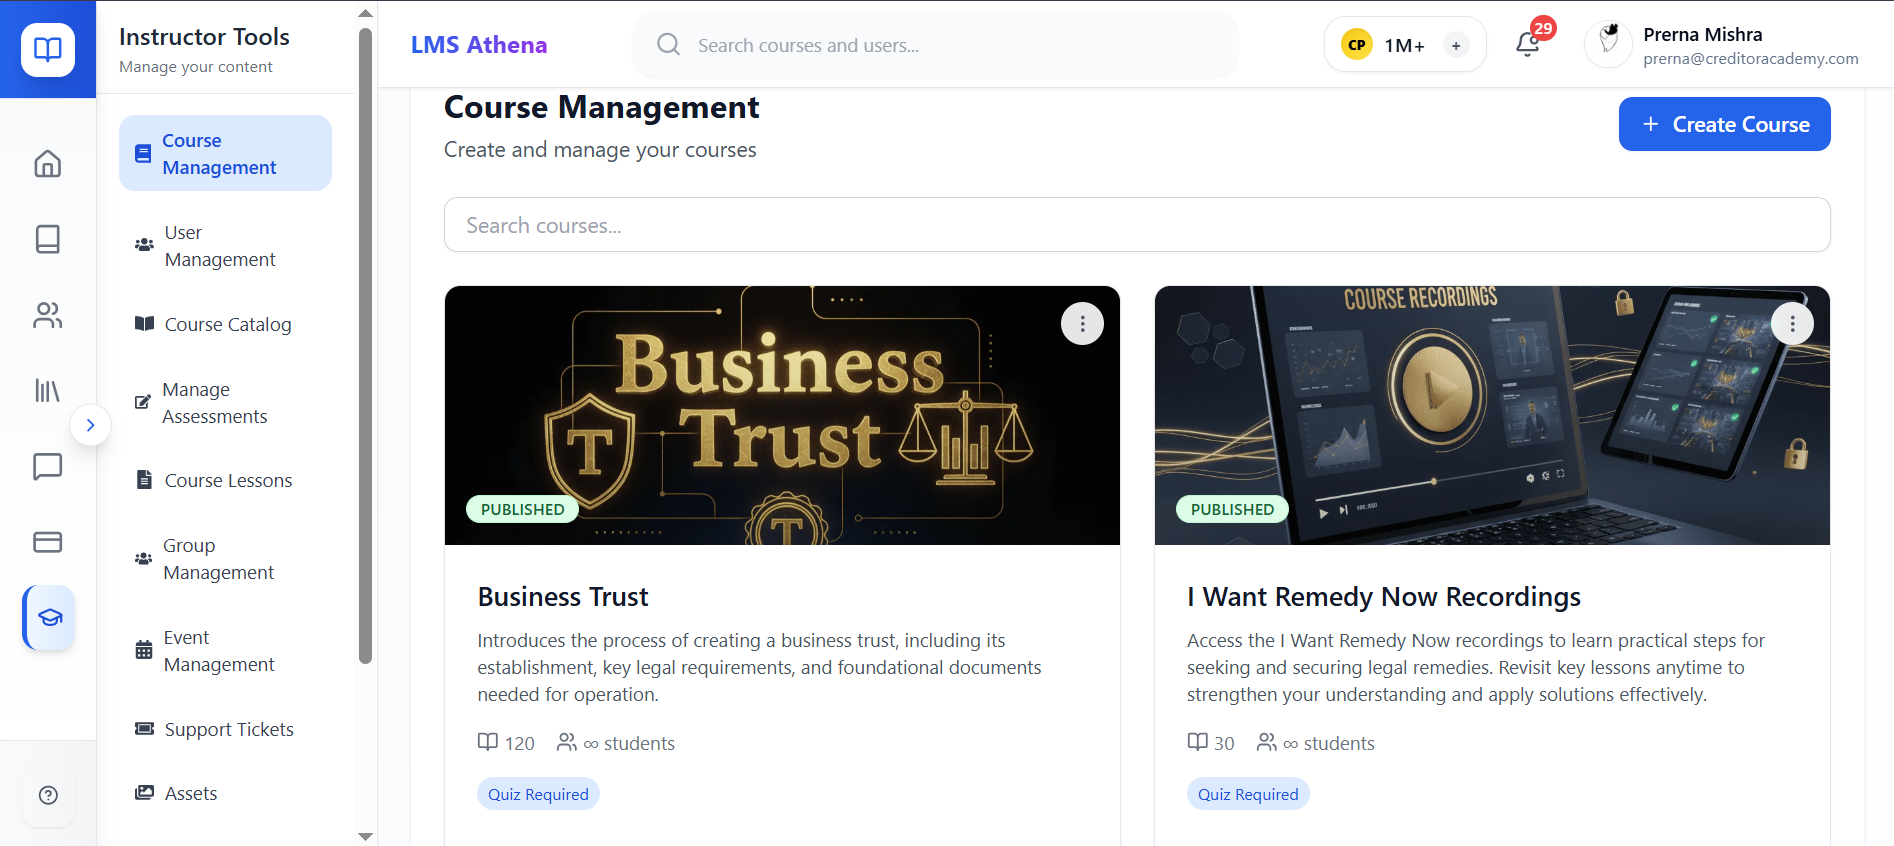 Instructor Tools
Manage your content
Course
Management
User
Management
Course Catalog
Manage
Assessments
Course Lessons
Group
Management
Event
Management
Support Tickets
Assets
LMS Athena
Search courses and users...
CP 1M+ +
29
Prerna Mishra
prerna@creditoracademy.com
Course Management
Create and manage your courses
+ Create Course
Search courses...
Business
Trust
T
T
PUBLISHED
Business Trust
Introduces the process of creating a business trust, including its
establishment, key legal requirements, and foundational documents
needed for operation.
120 ∞ students
Quiz Required
COURSE RECORDINGS
PUBLISHED
I Want Remedy Now Recordings
Access the I Want Remedy Now recordings to learn practical steps for
seeking and securing legal remedies. Revisit key lessons anytime to
strengthen your understanding and apply solutions effectively.
30 ∞ students
Quiz Required